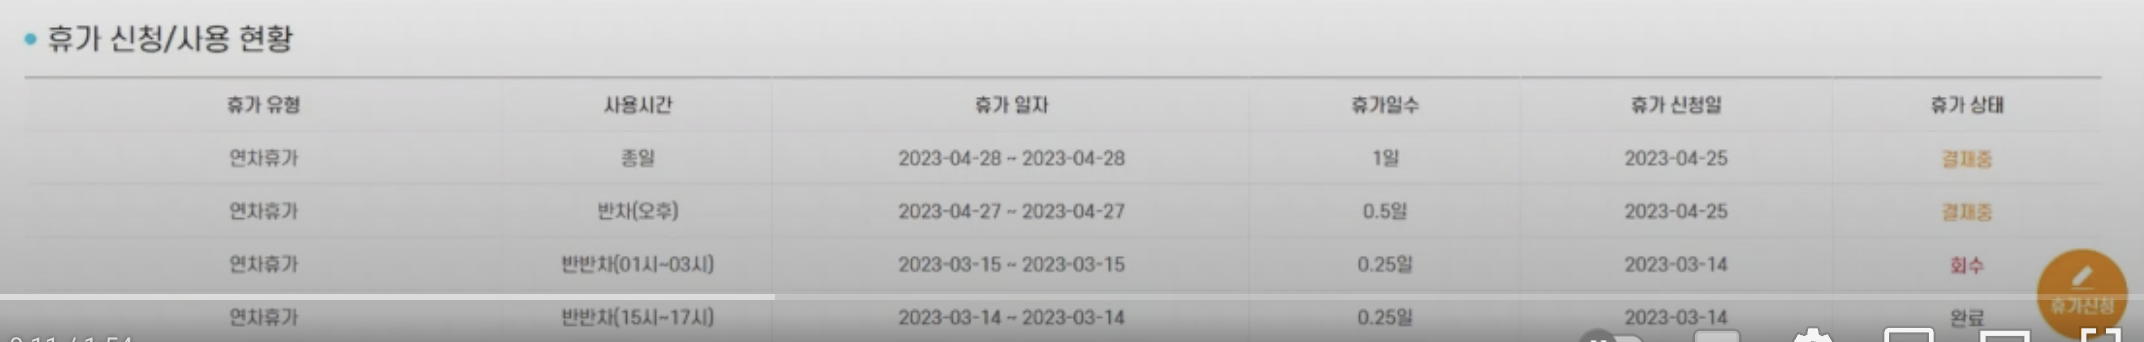 휴가 신청/사용 현황
휴가 유형 사용시간 휴가 일자 휴가일수 휴가 신청일 휴가 상태
연차휴가 종일 2023-04-28 ~ 2023-04-28 1일 2023-04-25 결재중
연차휴가 반차(오후) 2023-04-27 ~ 2023-04-27 0.5일 2023-04-25 결재중
연차휴가 반반차(01시~03시) 2023-03-15 ~ 2023-03-15 0.25일 2023-03-14 회수
연차휴가 반반차(15시~17시) 2023-03-14 ~ 2023-03-14 0.25일 2023-03-14 완료
휴가신청